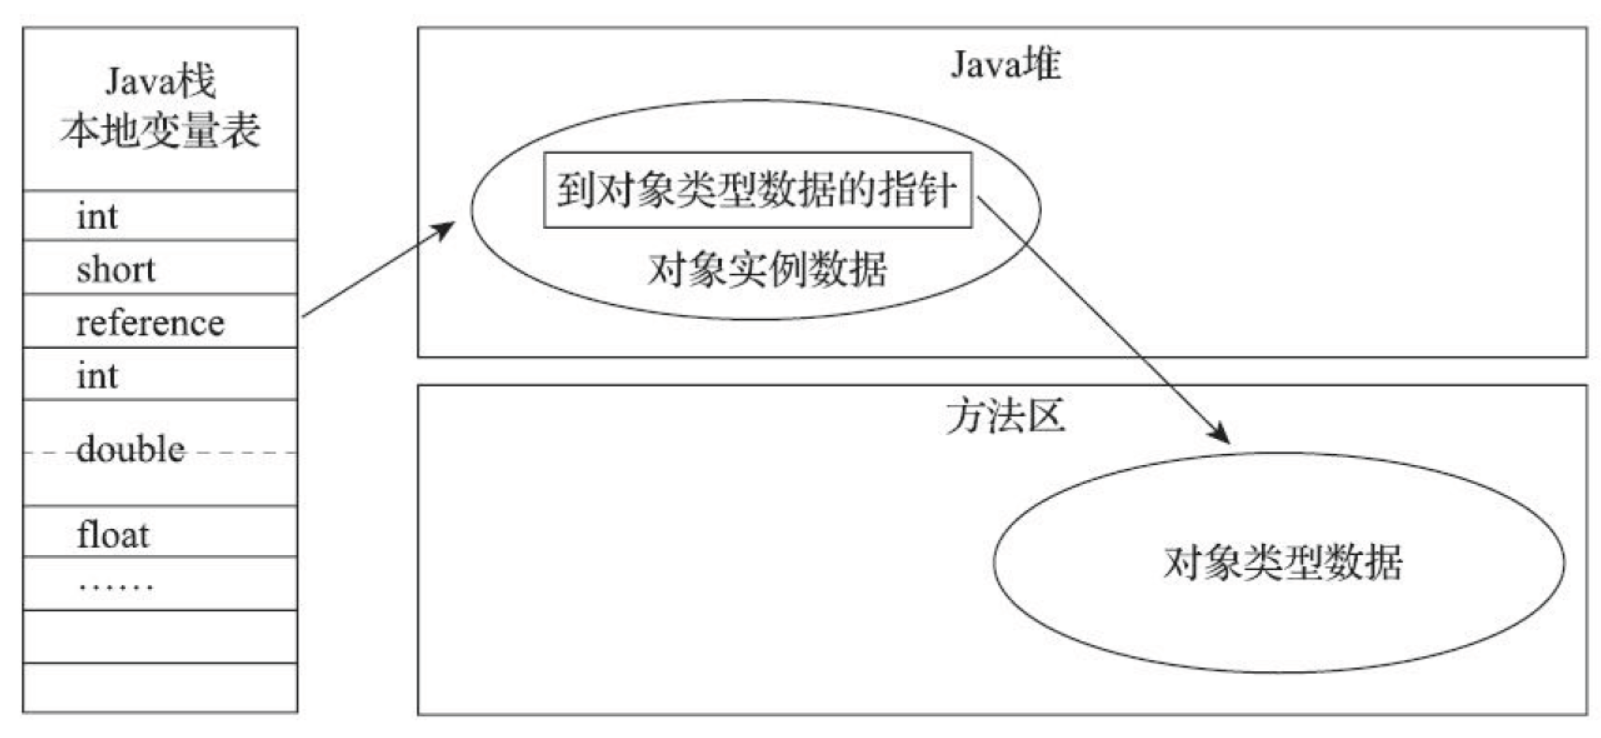 Java栈
本地变量表
int
short
reference
int
double
float
……
Java堆
到对象类型数据的指针
对象实例数据
方法区
对象类型数据